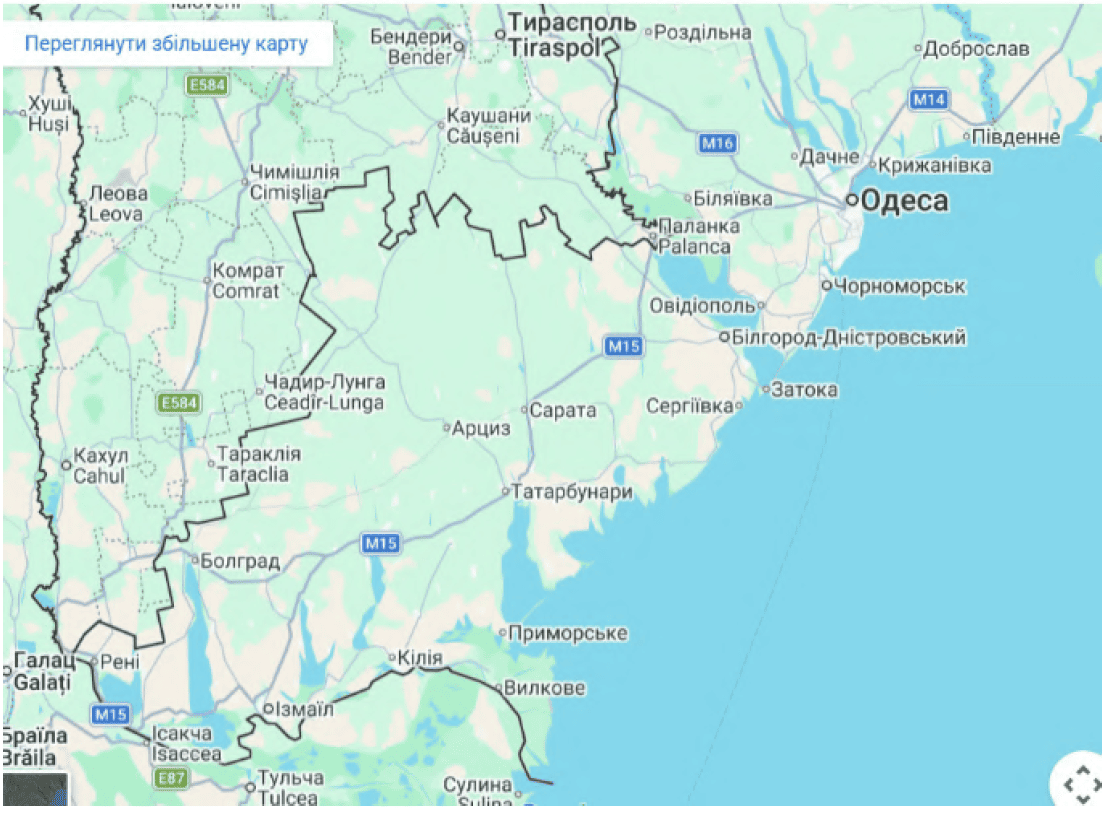 Переглянути збільшену карту
Бендери
Bender
Тирасполь
Tiraspol
Роздільна
Доброслав
E584
M14
Хуші
Huși
Каушани
Căușeni
M16
Південне
Дачне
Крижанівка
Чимішлія
Cimișlia
Леова
Leova
Біляївка
Одеса
Паланка
Palanca
Комрат
Comrat
Чорноморськ
Овідіополь
Білгород-Дністровський
M15
Чадир-Лунга
Ceadîr-Lunga
E584
Затока
Сарата
Сергіївка
Арциз
Кахул
Cahul
Тараклія
Taraclia
Татарбунари
M15
Болград
Приморське
Галац
Galați
Рені
Кілія
Вилкове
M15
Ізмаїл
Ісакча
Isaccea
Brăila
E87
Тульча
Tulcea
Сулина
Sulina